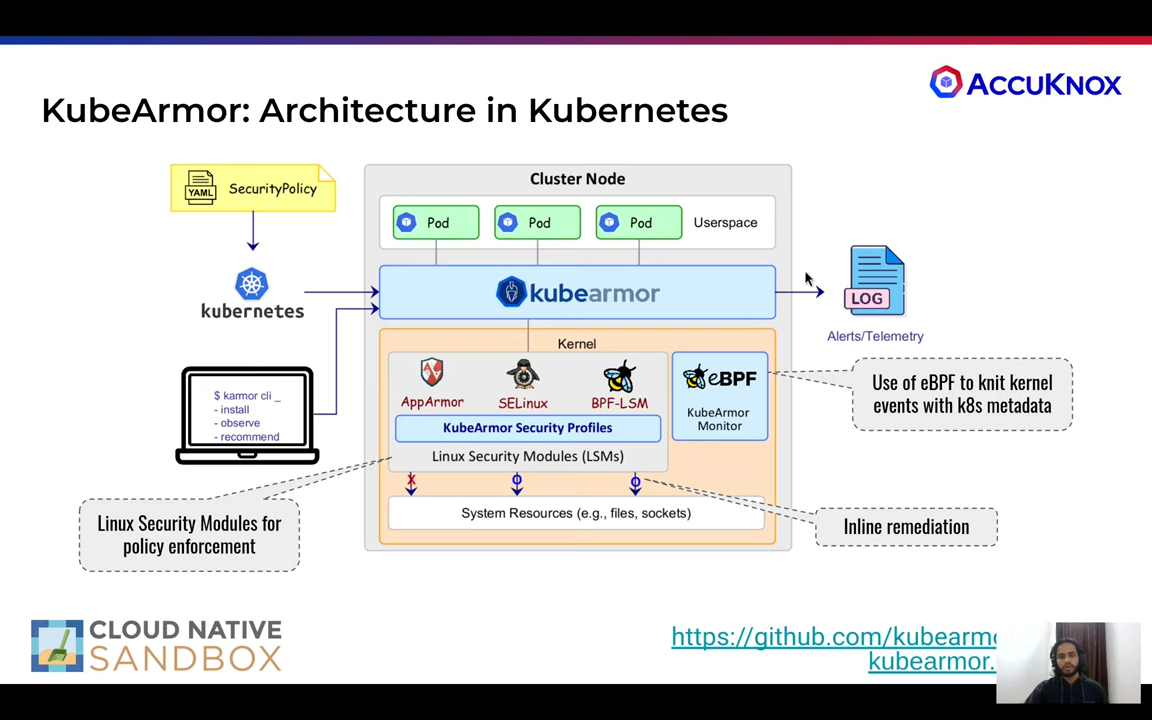 ACCUKNOX
KubeArmor: Architecture in Kubernetes
YAML
SecurityPolicy
kubernetes
$ karmor cli _
- install
- observe
- recommend
Cluster Node
Pod
Pod
Pod
Userspace
kubearmor
Kernel
AppArmor
SELinux
BPF-LSM
KubeArmor Security Profiles
Linux Security Modules (LSMs)
eBPF
KubeArmor
Monitor
X
System Resources (e.g., files, sockets)
LOG
Alerts/Telemetry
Use of eBPF to knit kernel
events with k8s metadata
Linux Security Modules for
policy enforcement
Inline remediation
CLOUD NATIVE
SANDBOX
https://github.com/kubearmo
kubearmor.